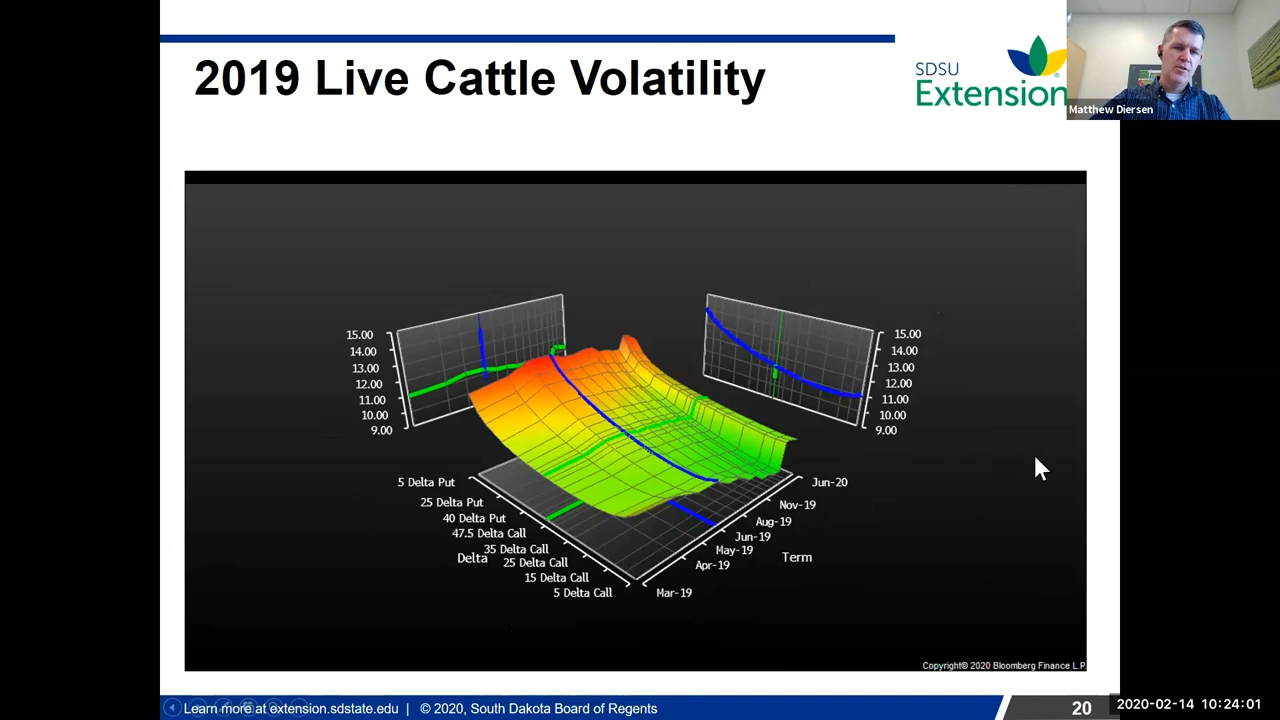 2019 Live Cattle Volatility
SDSU
Extension
Matthew Diersen
15.00
14.00
13.00
12.00
11.00
10.00
9.00
15.00
14.00
13.00
12.00
11.00
10.00
9.00
5 Delta Put
25 Delta Put
40 Delta Put
47.5 Delta Call
35 Delta Call
25 Delta Call
15 Delta Call
5 Delta Call
Delta
Jun-20
Nov-19
Aug-19
Jun-19
May-19
Apr-19
Mar-19
Term
Copyright© 2020 Bloomberg Finance L.P.
Learn more at extension.sdstate.edu | © 2020, South Dakota Board of Regents
20
2020-02-14 10:24:01